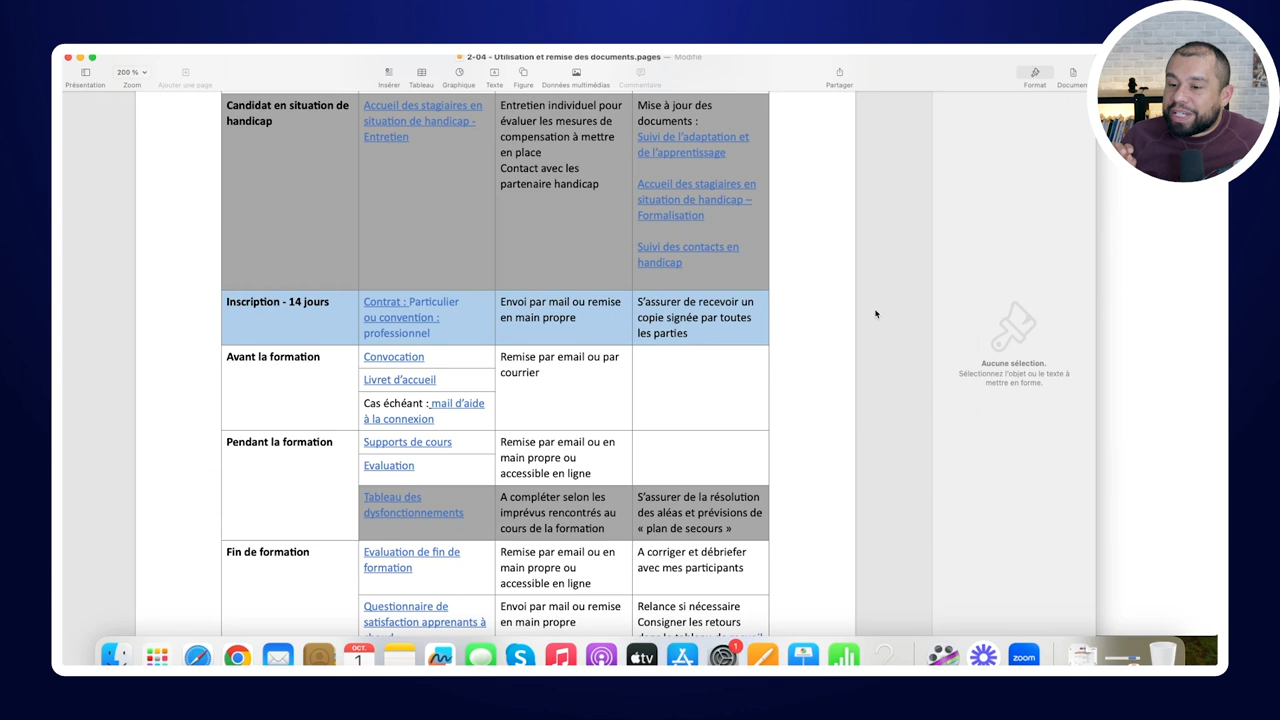 2-04 - Utilisation et remise des documents.pages — Modifié
200 %
Présentation
Zoom
Ajouter une page
Insérer
Tableau
Graphique
Texte
Figure
Données multimédias
Commentaire
Partager
Format
Documen
Candidat en situation de
handicap
Accueil des stagiaires en
situation de handicap -
Entretien
Entretien individuel pour
évaluer les mesures de
compensation à mettre
en place
Contact avec les
partenaire handicap
Mise à jour des
documents :
Suivi de l’adaptation et
de l’apprentissage
Accueil des stagiaires en
situation de handicap –
Formalisation
Suivi des contacts en
handicap
Inscription - 14 jours
Contrat : Particulier
ou convention :
professionnel
Envoi par mail ou remise
en main propre
S’assurer de recevoir un
copie signée par toutes
les parties
Avant la formation
Convocation
Livret d’accueil
Cas échéant : mail d’aide
à la connexion
Remise par email ou par
courrier
Pendant la formation
Supports de cours
Evaluation
Remise par email ou en
main propre ou
accessible en ligne
Tableau des
dysfonctionnements
A compléter selon les
imprévus rencontrés au
cours de la formation
S’assurer de la résolution
des aléas et prévisions de
« plan de secours »
Fin de formation
Evaluation de fin de
formation
Remise par email ou en
main propre ou
accessible en ligne
A corriger et débriefer
avec mes participants
Questionnaire de
satisfaction apprenants à
Envoi par mail ou remise
en main propre
Relance si nécessaire
Consigner les retours
Aucune sélection.
Sélectionnez l’objet ou le texte à
mettre en forme.
OCT.
1
tv
1
zoom